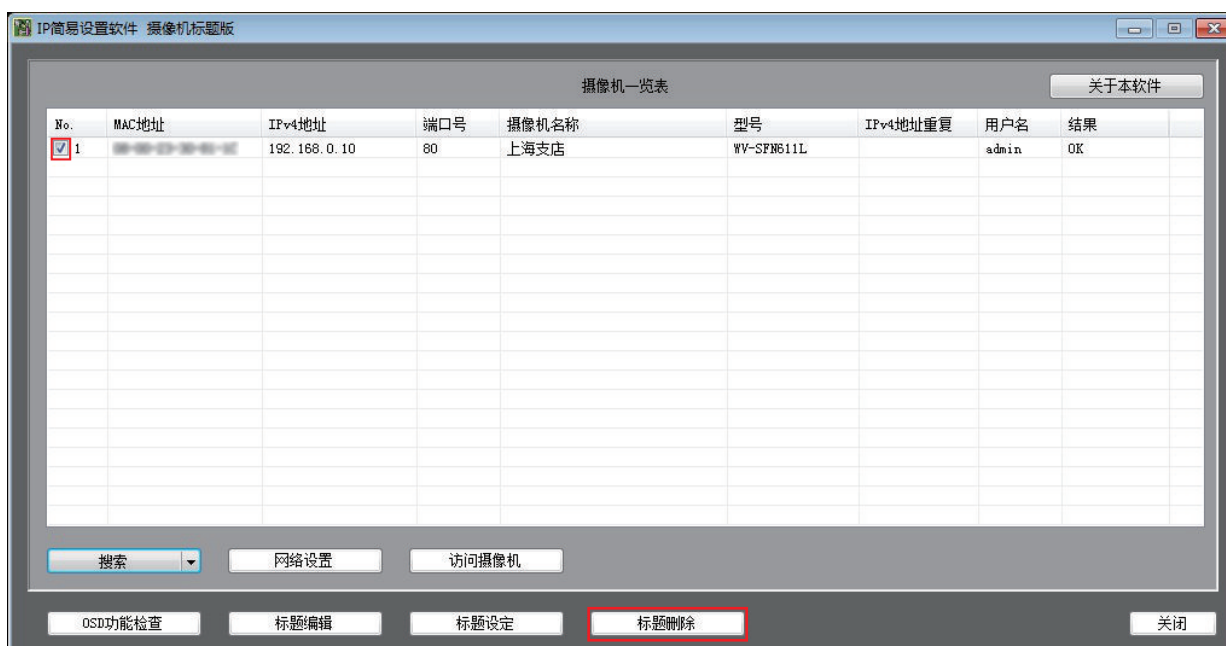 IP简易设置软件 摄像机标题版
摄像机一览表
关于本软件
No. MAC地址 IPv4地址 端口号 摄像机名称 型号 IPv4地址重复 用户名 结果
1 192.168.0.10 80 上海支店 WV-SFN611L admin OK
搜索 网络设置 访问摄像机
OSD功能检查 标题编辑 标题设定 标题删除 关闭